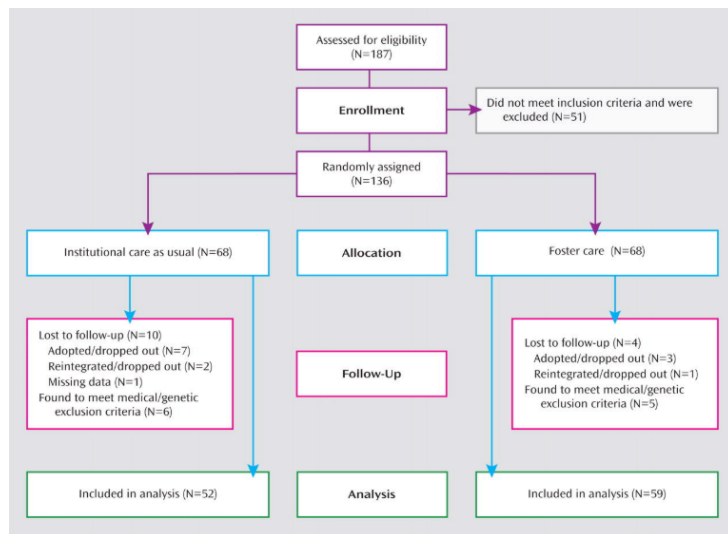 Assessed for eligibility
(N=187)
Enrollment
Did not meet inclusion criteria and were
excluded (N=51)
Randomly assigned
(N=136)
Institutional care as usual (N=68)
Allocation
Foster care (N=68)
Lost to follow-up (N=10)
Adopted/dropped out (N=7)
Reintegrated/dropped out (N=2)
Missing data (N=1)
Found to meet medical/genetic
exclusion criteria (N=6)
Follow-Up
Lost to follow-up (N=4)
Adopted/dropped out (N=3)
Reintegrated/dropped out (N=1)
Found to meet medical/genetic
exclusion criteria (N=5)
Included in analysis (N=52)
Analysis
Included in analysis (N=59)